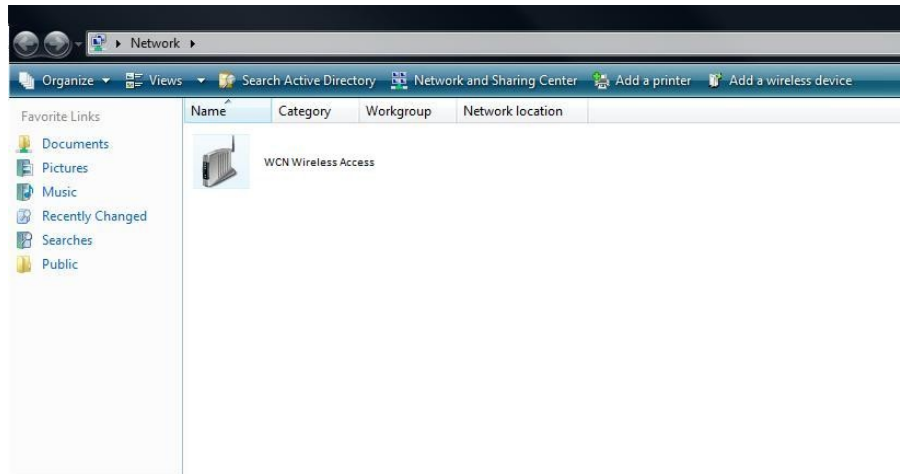 Network
Organize Views Search Active Directory Network and Sharing Center Add a printer Add a wireless device
Favorite Links
Name Category Workgroup Network location
Documents
Pictures
Music
Recently Changed
Searches
Public
WCN Wireless Access